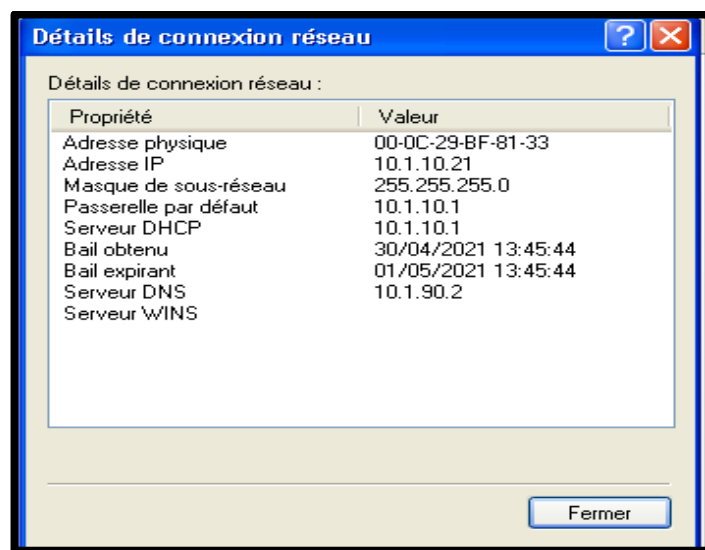 Détails de connexion réseau
Détails de connexion réseau :
Propriété Valeur
Adresse physique 00-0C-29-BF-81-33
Adresse IP 10.1.10.21
Masque de sous-réseau 255.255.255.0
Passerelle par défaut 10.1.10.1
Serveur DHCP 10.1.10.1
Bail obtenu 30/04/2021 13:45:44
Bail expirant 01/05/2021 13:45:44
Serveur DNS 10.1.90.2
Serveur WINS
Fermer